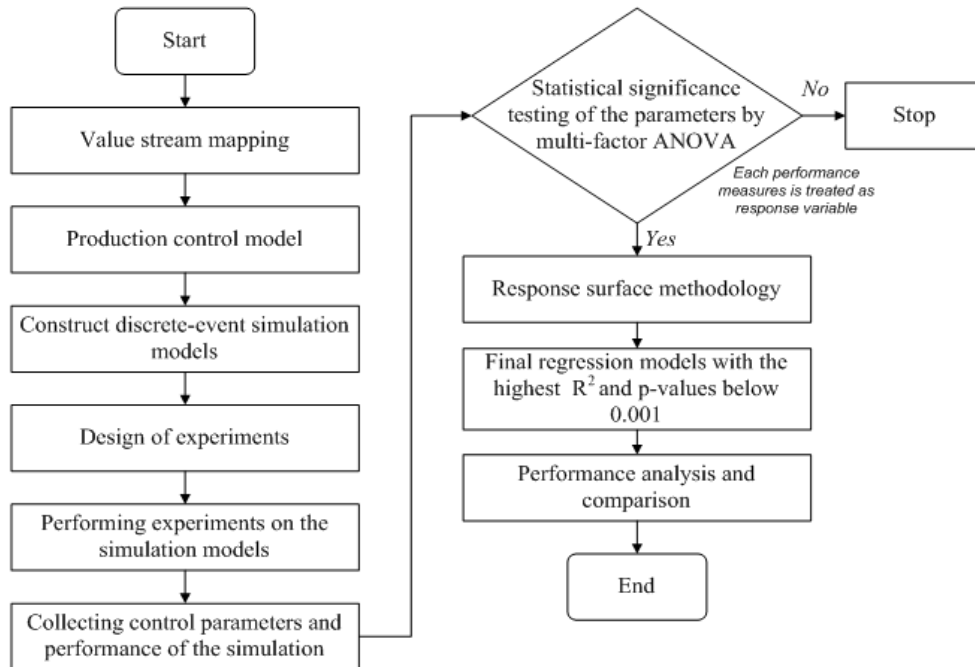 Start
Value stream mapping
Production control model
Construct discrete-event simulation
models
Design of experiments
Performing experiments on the
simulation models
Collecting control parameters and
performance of the simulation
Statistical significance
testing of the parameters by
multi-factor ANOVA
No
Stop
Each performance
measures is treated as
response variable
Yes
Response surface methodology
Final regression models with the
highest R² and p-values below
0.001
Performance analysis and
comparison
End